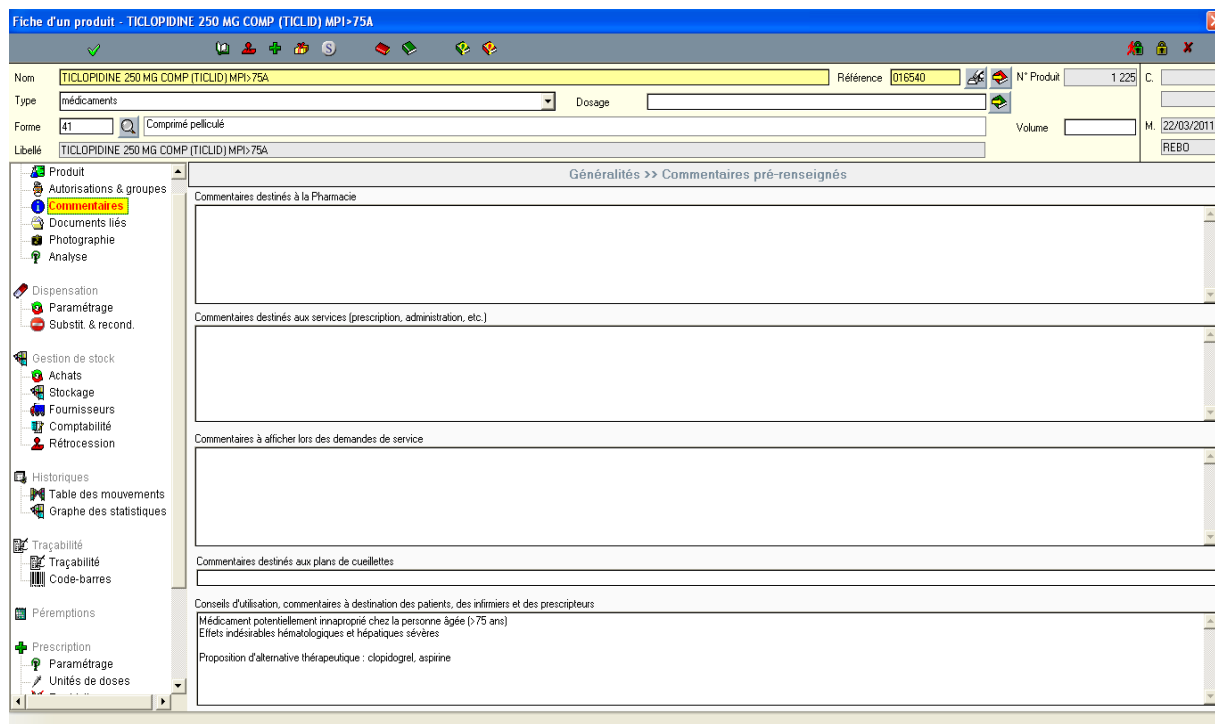 Fiche d'un produit - TICLOPIDINE 250 MG COMP (TICLID) MPI>75A
Nom TICLOPIDINE 250 MG COMP (TICLID) MPI>75A Référence 016540 N° Produit 1 225 C.
Type médicaments Dosage
Forme 41 Comprimé pelliculé Volume M. 22/03/2011
Libellé TICLOPIDINE 250 MG COMP (TICLID) MPI>75A REBO
Produit
Autorisations & groupes
Commentaires
Documents liés
Photographie
Analyse
Dispensation
Paramétrage
Substit. & recond.
Gestion de stock
Achats
Stockage
Fournisseurs
Comptabilité
Rétrocession
Historiques
Table des mouvements
Graphe des statistiques
Traçabilité
Traçabilité
Code-barres
Péremptions
Prescription
Paramétrage
Unités de doses
Généralités >> Commentaires pré-renseignés
Commentaires destinés à la Pharmacie
Commentaires destinés aux services (prescription, administration, etc.)
Commentaires à afficher lors des demandes de service
Commentaires destinés aux plans de cueillettes
Conseils d'utilisation, commentaires à destination des patients, des infirmiers et des prescripteurs
Médicament potentiellement innaproprié chez la personne âgée (>75 ans)
Effets indésirables hématologiques et hépatiques sévères
Proposition d'alternative thérapeutique : clopidogrel, aspirine